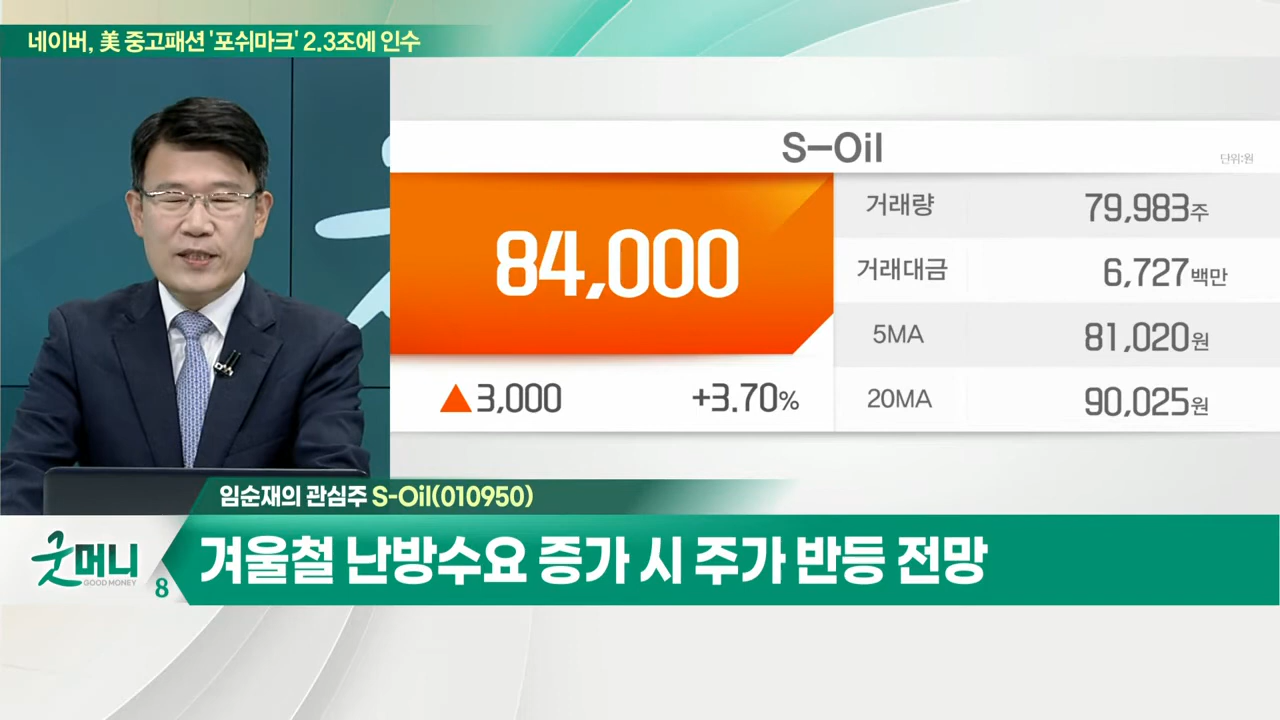 네이버, 美 중고패션 '포쉬마크' 2.3조에 인수
S-Oil
단위:원
84,000
▲3,000 +3.70%
거래량 79,983주
거래대금 6,727백만
5MA 81,020원
20MA 90,025원
임순재의 관심주 S-Oil(010950)
굿머니
GOOD MONEY
8
겨울철 난방수요 증가 시 주가 반등 전망